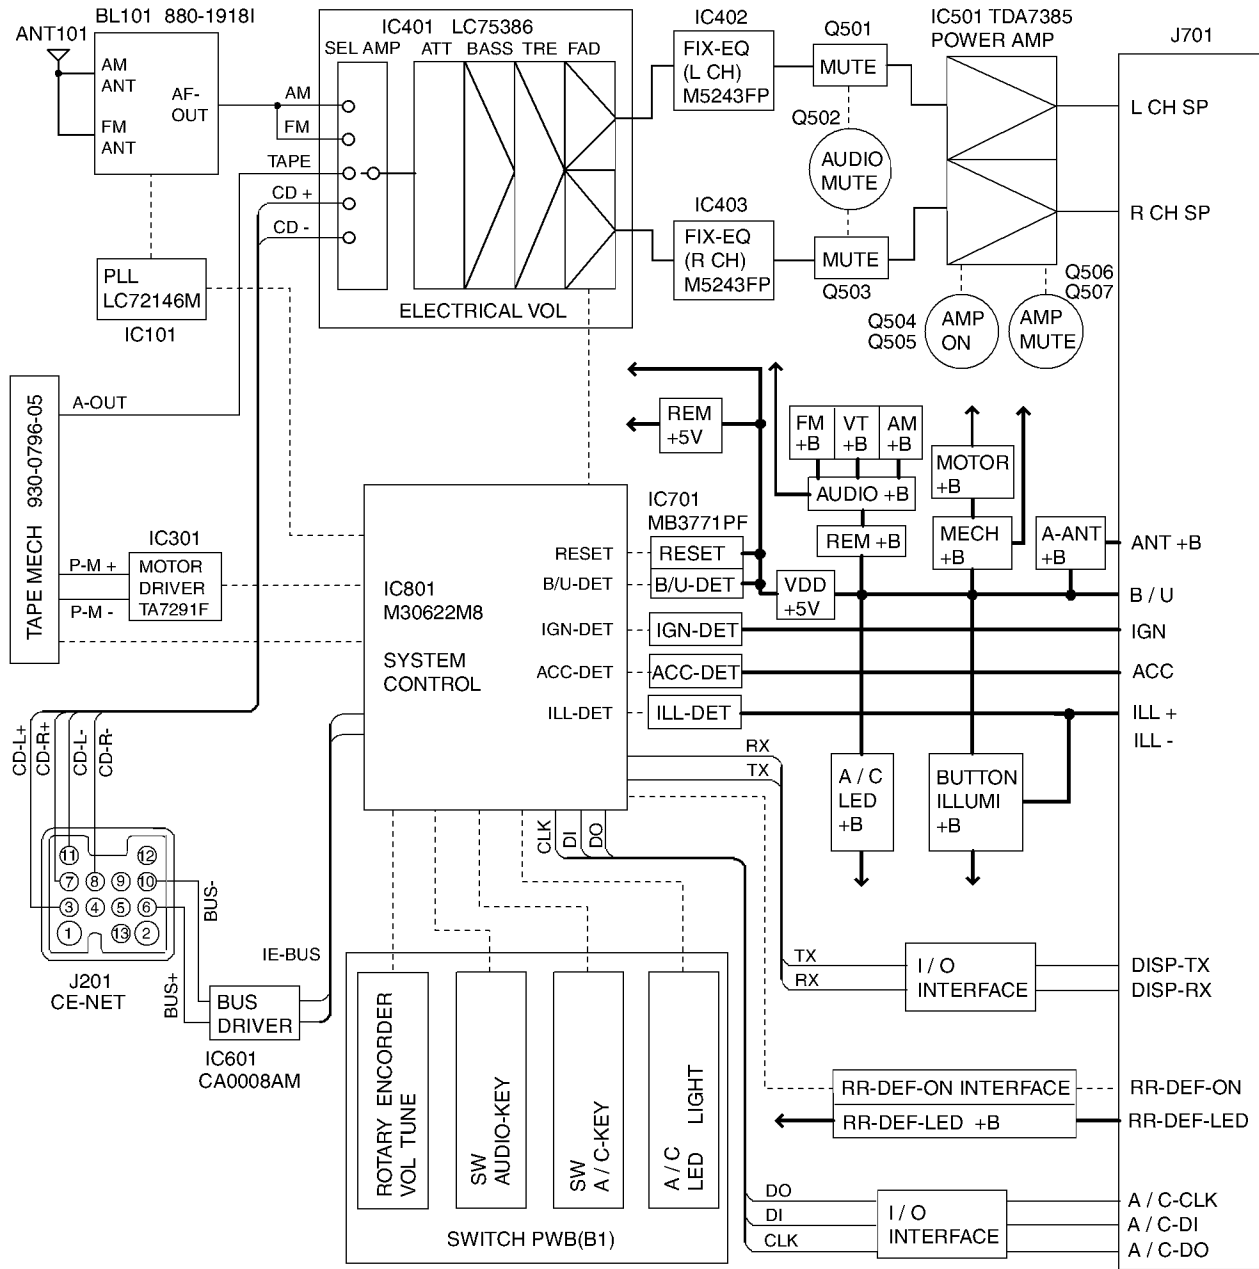 BL101 880-1918I
ANT101
AM
ANT
FM
ANT
AF-
OUT
AM
FM
TAPE
CD +
CD -
IC401 LC75386
SEL AMP ATT BASS TRE FAD
ELECTRICAL VOL
IC402
FIX-EQ
(L CH)
M5243FP
IC403
FIX-EQ
(R CH)
M5243FP
Q501
MUTE
Q502
AUDIO
MUTE
MUTE
Q503
IC501 TDA7385
POWER AMP
Q504
Q505
AMP
ON
Q506
Q507
AMP
MUTE
J701
L CH SP
R CH SP
PLL
LC72146M
IC101
TAPE MECH 930-0796-05
A-OUT
P-M +
P-M -
IC301
MOTOR
DRIVER
TA7291F
REM
+5V
FM
+B
VT
+B
AM
+B
AUDIO +B
REM +B
MOTOR
+B
MECH
+B
A-ANT
+B
ANT +B
IC701
MB3771PF
IC801
M30622M8
SYSTEM
CONTROL
RESET
RESET
B/U-DET
B/U-DET
VDD
+5V
B / U
IGN-DET
IGN-DET
IGN
ACC-DET
ACC-DET
ACC
ILL-DET
ILL-DET
ILL +
ILL -
RX
TX
A / C
LED
+B
BUTTON
ILLUMI
+B
CD-L+
CD-R+
CD-L-
CD-R-
11
12
7
8
9
10
3
4
5
6
1
13
2
J201
CE-NET
BUS-
BUS+
IE-BUS
BUS
DRIVER
IC601
CA0008AM
CLK
DI
DO
ROTARY ENCORDER
VOL TUNE
SW
AUDIO-KEY
SW
A / C-KEY
A / C
LED LIGHT
SWITCH PWB(B1)
TX
RX
I / O
INTERFACE
DISP-TX
DISP-RX
RR-DEF-ON INTERFACE
RR-DEF-ON
RR-DEF-LED +B
RR-DEF-LED
DO
DI
CLK
I / O
INTERFACE
A / C-CLK
A / C-DI
A / C-DO